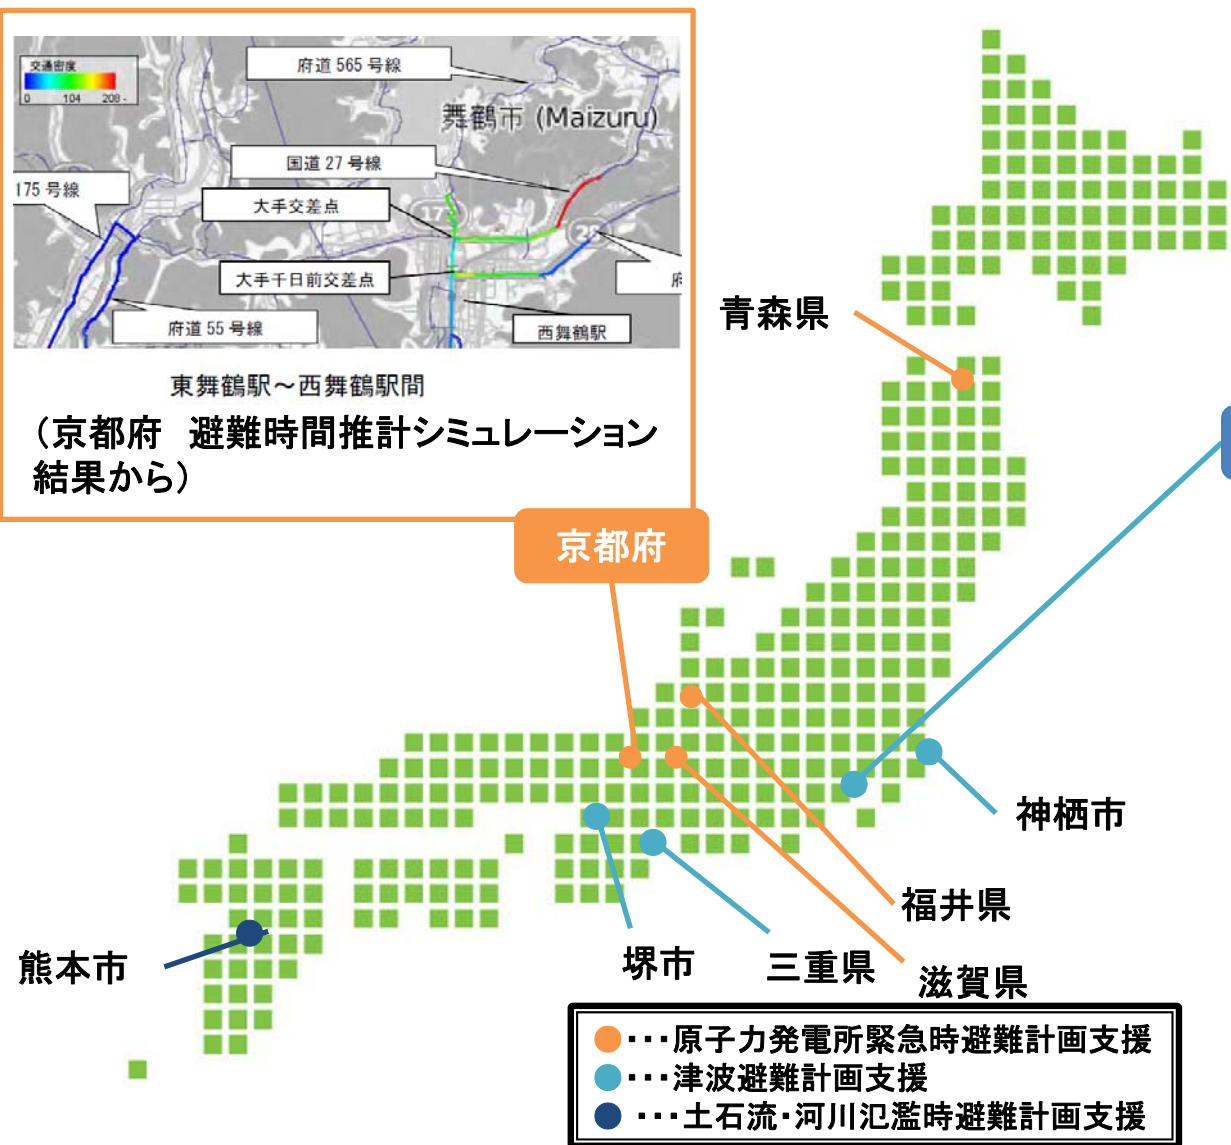 交通密度
0 104 208 -
府道 565 号線
舞鶴市 (Maizuru)
国道 27 号線
175 号線
大手交差点
大手千日前交差点
府道 55 号線
西舞鶴駅
東舞鶴駅～西舞鶴駅間
（京都府　避難時間推計シミュレーション
結果から）
京都府
青森県
神栖市
福井県
堺市
三重県
滋賀県
熊本市
●・・・原子力発電所緊急時避難計画支援
●・・・津波避難計画支援
●・・・土石流・河川氾濫時避難計画支援